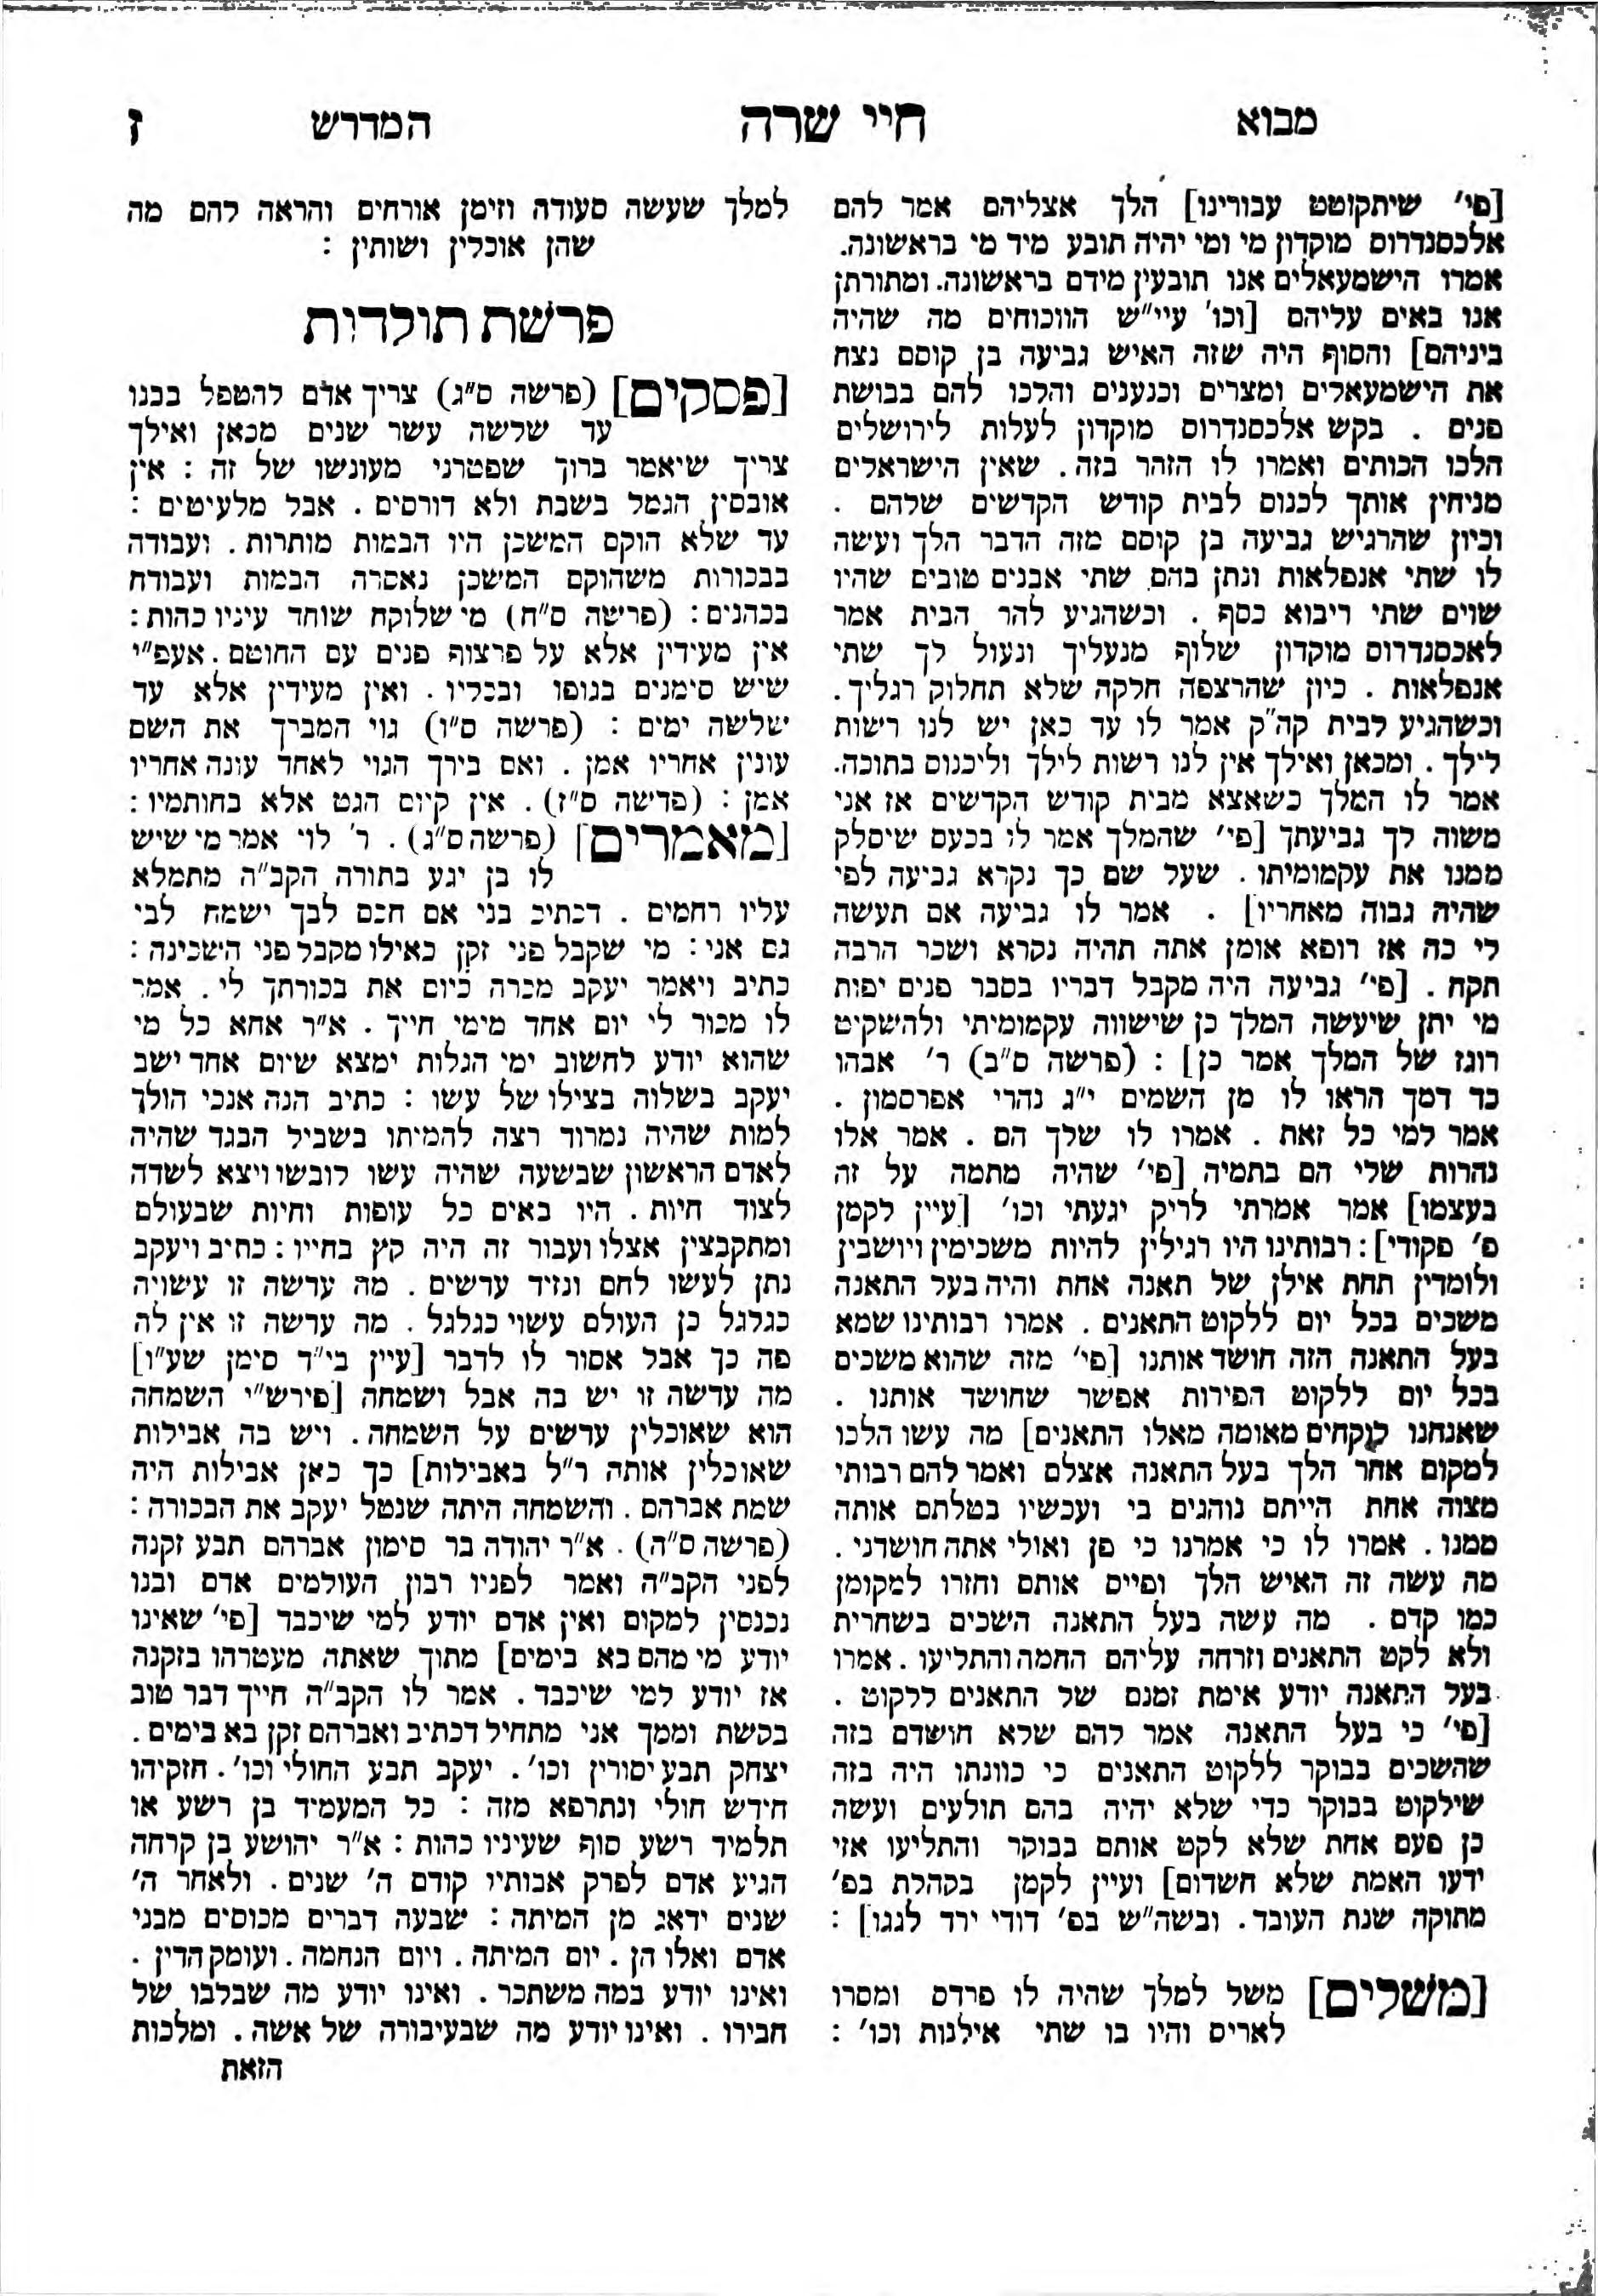 מבוא
חיי שרה
המדרש
ז
[פי' שיתקוטט עבורינו] הלך אצליהם אמר להם
אלכסנדרוס מוקדון מי ומי יהיה תובע מיד מי בראשונה.
אמרו הישמעאלים אנו תובעין מידם בראשונה. ומתורתן
אנו באים עליהם [וכו' עיי"ש הווכוחים מה שהיה
ביניהם] והסוף היה שזה האיש גביעה בן קוסם נצח
את הישמעאלים ומצרים וכנענים והלכו להם בבושת
פנים . בקש אלכסנדרוס מוקדון לעלות לירושלים
הלכו הכותים ואמרו לו הזהר בזה . שאין הישראלים
מניחין אותך לכנוס לבית קודש הקדשים שלהם .
וכיון שהרגיש גביעה בן קוסם מזה הדבר הלך ועשה
לו שתי אנפלאות ונתן בהם שתי אבנים טובים שהיו
שוים שתי ריבוא כסף . וכשהגיע להר הבית אמר
לאכסנדרוס מוקדון שלוף מנעליך ונעול לך שתי
אנפלאות . כיון שהרצפה חלקה שלא תחלוק רגליך .
וכשהגיע לבית קה"ק אמר לו עד כאן יש לנו רשות
לילך . ומכאן ואילך אין לנו רשות לילך וליכנוס בתוכה.
אמר לו המלך כשאצא מבית קודש הקדשים אז אני
משוה לך גביעתך [פי' שהמלך אמר לו בכעס שיסלק
ממנו את עקמומיתו . שעל שם כך נקרא גביעה לפי
שהיה גבוה מאחריו] . אמר לו גביעה אם תעשה
לי כה אז רופא אומן אתה תהיה נקרא ושכר הרבה
תקח . [פי' גביעה היה מקבל דבריו בסבר פנים יפות
מי יתן שיעשה המלך כן שישווה עקמומיתי ולהשקיט
רוגז של המלך אמר כן] : (פרשה ס"ב) ר' אבהו
כד דמך הראו לו מן השמים י"ג נהרי אפרסמון .
אמר למי כל זאת . אמרו לו שלך הם . אמר אלו
נהרות שלי הם בתמיה [פי' שהיה מתמה על זה
בעצמו] אמר אמרתי לריק יגעתי וכו' [עיין לקמן
פ' פקודי] : רבותינו היו רגילין להיות משכימין ויושבין
ולומדין תחת אילן של תאנה אחת והיה בעל התאנה
משכים בכל יום ללקוט התאנים . אמרו רבותינו שמא
בעל התאנה הזה חושד אותנו [פי' מזה שהוא משכים
בכל יום ללקוט הפירות אפשר שחושד אותנו .
שאנחנו לוקחים מאומה מאלו התאנים] מה עשו הלכו
למקום אחר הלך בעל התאנה אצלם ואמר להם רבותי
מצוה אחת הייתם נוהגים בי ועכשיו בטלתם אותה
ממנו . אמרו לו כי אמרנו כי פן ואולי אתה חושדני .
מה עשה זה האיש הלך ופייס אותם וחזרו למקומן
כמו קדם . מה עשה בעל התאנה השכים בשחרית
ולא לקט התאנים וזרחה עליהם החמה והתליעו . אמרו
בעל התאנה יודע אימת זמנם של התאנים ללקוט .
[פי' כי בעל התאנה אמר להם שלא חושדם בזה
שהשכים בבוקר ללקוט התאנים כי כוונתו היה בזה
שילקוט בבוקר כדי שלא יהיה בהם תולעים ועשה
כן פעם אחת שלא לקט אותם בבוקר והתליעו אזי
ידעו האמת שלא חשדום] ועיין לקמן בקהלת בפ'
מתוקה שנת העובד . ובשה"ש בפ' דודי ירד לגנו] :
[משלים] משל למלך שהיה לו פרדס ומסרו
לאריס והיו בו שתי אילנות וכו' :
למלך שעשה סעודה וזימן אורחים והראה להם מה
שהן אוכלין ושותין :
פרשת תולדות
[פסקים] (פרשה ס"ג) צריך אדם להטפל בבנו
עד שלשה עשר שנים מכאן ואילך
צריך שיאמר ברוך שפטרני מעונשו של זה : אין
אובסין הגמל בשבת ולא דורסים . אבל מלעיטים :
עד שלא הוקם המשכן היו הבמות מותרות . ועבודה
בבכורות משהוקם המשכן נאסרה הבמות ועבודה
בכהנים : (פרשה ס"ה) מי שלוקח שוחד עיניו כהות :
אין מעידין אלא על פרצוף פנים עם החוטם . אעפ"י
שיש סימנים בגופו ובכליו . ואין מעידין אלא עד
שלשה ימים : (פרשה ס"ו) גוי המברך את השם
עונין אחריו אמן . ואם בירך הגוי לאחד עונה אחריו
אמן : (פדשה ס"ז) . אין קיום הגט אלא בחותמיו :
[מאמרים] (פרשה ס"ג) . ר' לוי אמר מי שיש
לו בן יגע בתורה הקב"ה מתמלא
עליו רחמים . דכתיב בני אם חכם לבך ישמח לבי
גם אני : מי שקבל פני זקן כאילו מקבל פני השכינה :
כתיב ויאמר יעקב מכרה כיום את בכורתך לי . אמר
לו מכור לי יום אחד מימי חייך . א"ר אחא כל מי
שהוא יודע לחשוב ימי הגלות ימצא שיום אחד ישב
יעקב בשלוה בצילו של עשו : כתיב הנה אנכי הולך
למות שהיה נמרוד רצה להמיתו בשביל הבגד שהיה
לאדם הראשון שבשעה שהיה עשו לובשו ויצא לשדה
לצוד חיות . היו באים כל עופות וחיות שבעולם
ומתקבצין אצלו ועבור זה היה קץ בחייו : כתיב ויעקב
נתן לעשו לחם ונזיד עדשים . מה עדשה זו עשויה
כגלגל כן העולם עשוי כגלגל . מה עדשה זו אין לה
פה כך אבל אסור לו לדבר [עיין בי"ד סימן שע"ו]
מה עדשה זו יש בה אבל ושמחה [פירש"י השמחה
הוא שאוכלין עדשים על השמחה . ויש בה אבילות
שאוכלין אותה ר"ל באבילות] כך כאן אבילות היה
שמת אברהם . והשמחה היתה שנטל יעקב את הבכורה :
(פרשה ס"ה) . א"ר יהודה בר סימון אברהם תבע זקנה
לפני הקב"ה ואמר לפניו רבון העולמים אדם ובנו
נכנסין למקום ואין אדם יודע למי שיכבד [פי' שאינו
יודע מי מהם בא בימים] מתוך שאתה מעטרהו בזקנה
אז יודע למי שיכבד . אמר לו הקב"ה חייך דבר טוב
בקשת וממך אני מתחיל דכתיב ואברהם זקן בא בימים .
יצחק תבע יסורין וכו' . יעקב תבע החולי וכו' . חזקיהו
חידש חולי ונתרפא מזה : כל המעמיד בן רשע או
תלמיד רשע סוף שעיניו כהות : א"ר יהושע בן קרחה
הגיע אדם לפרק אבותיו קודם ה' שנים . ולאחר ה'
שנים ידאג מן המיתה : שבעה דברים מכוסים מבני
אדם ואלו הן . יום המיתה . ויום הנחמה . ועומק הדין .
ואינו יודע במה משתכר . ואינו יודע מה שבלבו של
חבירו . ואינו יודע מה שבעיבורה של אשה . ומלכות
הזאת